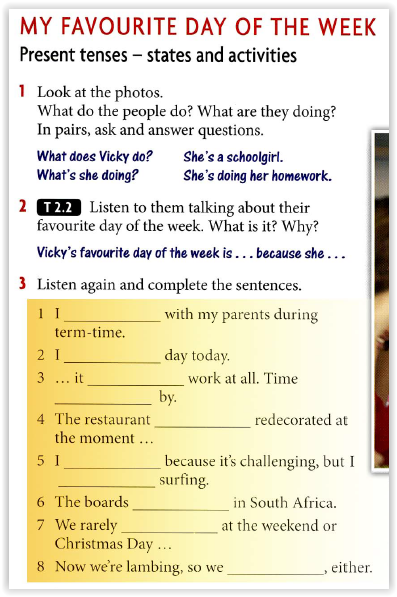 MY FAVOURITE DAY OF THE WEEK
Present tenses – states and activities
1 Look at the photos.
What do the people do? What are they doing?
In pairs, ask and answer questions.
What does Vicky do? She's a schoolgirl.
What's she doing? She's doing her homework.
2 T 2.2 Listen to them talking about their
favourite day of the week. What is it? Why?
Vicky's favourite day of the week is . . . because she . . .
3 Listen again and complete the sentences.
1 I ____________ with my parents during
term-time.
2 I ____________ day today.
3 … it ____________ work at all. Time
____________ by.
4 The restaurant ____________ redecorated at
the moment …
5 I ____________ because it's challenging, but I
____________ surfing.
6 The boards ____________ in South Africa.
7 We rarely ____________ at the weekend or
Christmas Day …
8 Now we're lambing, so we ____________, either.